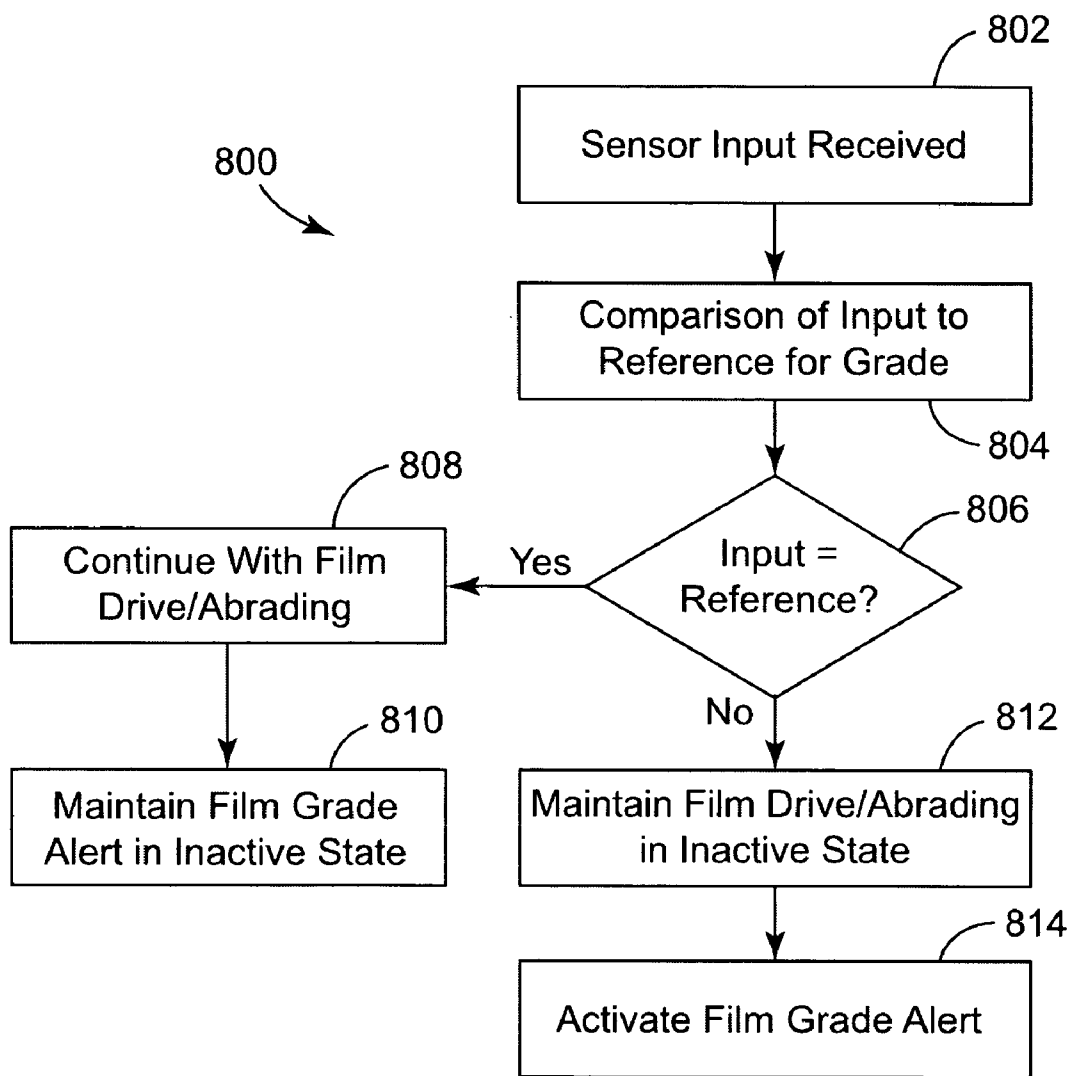 802
Sensor Input Received
800
Comparison of Input to
Reference for Grade
804
808
806
Continue With Film
Drive/Abrading
Yes
Input =
Reference?
No
810
812
Maintain Film Grade
Alert in Inactive State
Maintain Film Drive/Abrading
in Inactive State
814
Activate Film Grade Alert